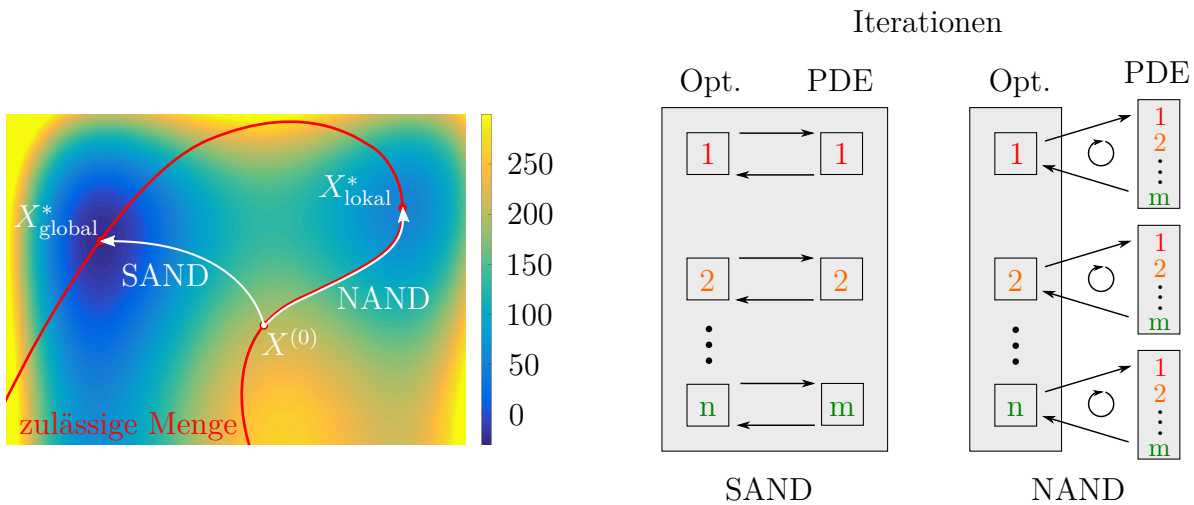 Iterationen
Opt. PDE
Opt. PDE
X*global
X*lokal
SAND
NAND
X(0)
zulässige Menge
250
200
150
100
50
0
1 1
2 2
n m
SAND
1
2
n
1
2
m
1
2
m
1
2
m
NAND